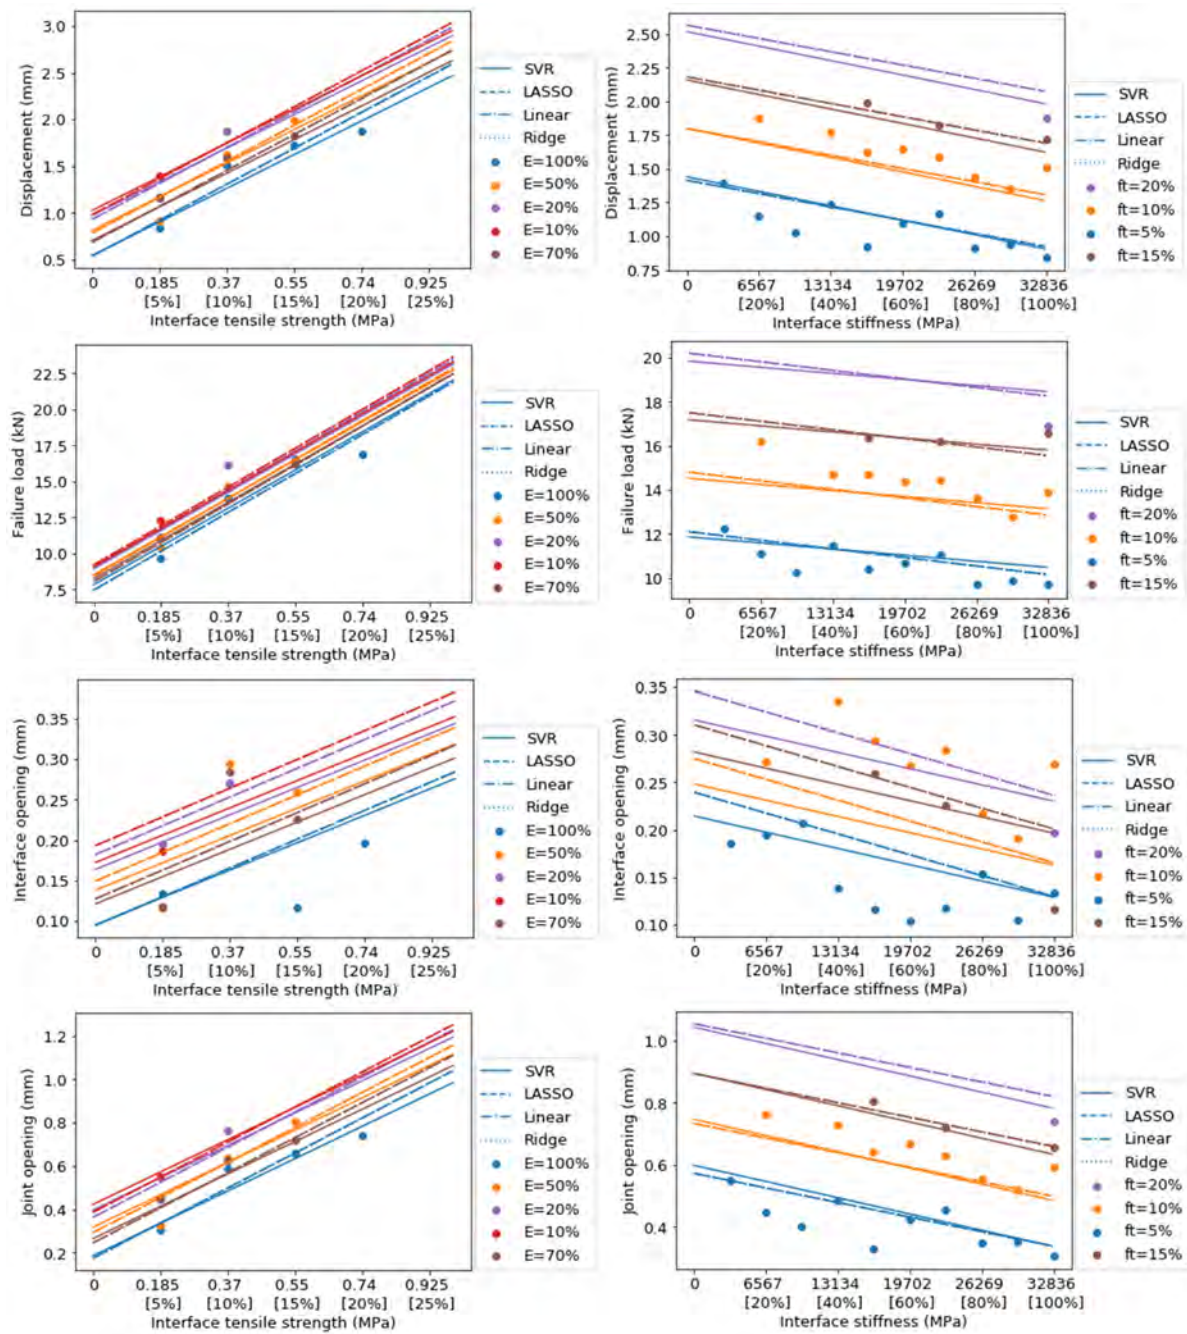 Displacement (mm)
3.0
2.5
2.0
1.5
1.0
0.5
0 0.185 0.37 0.55 0.74 0.925
[5%] [10%] [15%] [20%] [25%]
Interface tensile strength (MPa)
SVR
LASSO
Linear
Ridge
E=100%
E=50%
E=20%
E=10%
E=70%
Displacement (mm)
2.50
2.25
2.00
1.75
1.50
1.25
1.00
0.75
0 6567 13134 19702 26269 32836
[20%] [40%] [60%] [80%] [100%]
Interface stiffness (MPa)
SVR
LASSO
Linear
Ridge
ft=20%
ft=10%
ft=5%
ft=15%
Failure load (kN)
22.5
20.0
17.5
15.0
12.5
10.0
7.5
0 0.185 0.37 0.55 0.74 0.925
[5%] [10%] [15%] [20%] [25%]
Interface tensile strength (MPa)
SVR
LASSO
Linear
Ridge
E=100%
E=50%
E=20%
E=10%
E=70%
Failure load (kN)
20
18
16
14
12
10
0 6567 13134 19702 26269 32836
[20%] [40%] [60%] [80%] [100%]
Interface stiffness (MPa)
SVR
LASSO
Linear
Ridge
ft=20%
ft=10%
ft=5%
ft=15%
Interface opening (mm)
0.35
0.30
0.25
0.20
0.15
0.10
0 0.185 0.37 0.55 0.74 0.925
[5%] [10%] [15%] [20%] [25%]
Interface tensile strength (MPa)
SVR
LASSO
Linear
Ridge
E=100%
E=50%
E=20%
E=10%
E=70%
Interface opening (mm)
0.35
0.30
0.25
0.20
0.15
0.10
0 6567 13134 19702 26269 32836
[20%] [40%] [60%] [80%] [100%]
Interface stiffness (MPa)
SVR
LASSO
Linear
Ridge
ft=20%
ft=10%
ft=5%
ft=15%
Joint opening (mm)
1.2
1.0
0.8
0.6
0.4
0.2
0 0.185 0.37 0.55 0.74 0.925
[5%] [10%] [15%] [20%] [25%]
Interface tensile strength (MPa)
SVR
LASSO
Linear
Ridge
E=100%
E=50%
E=20%
E=10%
E=70%
Joint opening (mm)
1.0
0.8
0.6
0.4
0 6567 13134 19702 26269 32836
[20%] [40%] [60%] [80%] [100%]
Interface stiffness (MPa)
SVR
LASSO
Linear
Ridge
ft=20%
ft=10%
ft=5%
ft=15%